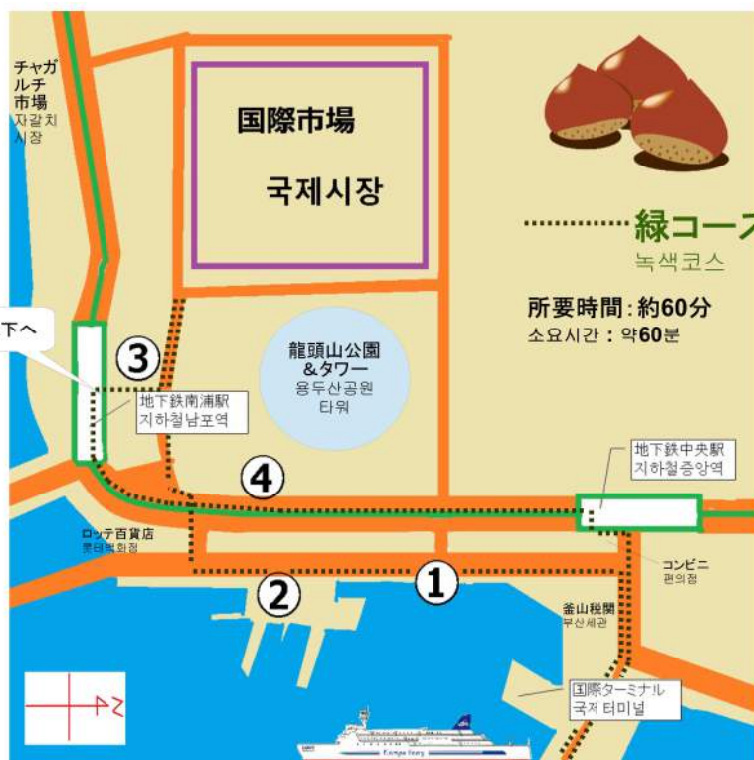 チャガ
ルチ
市場
자갈치
시장
国際市場
국제시장
緑コース
녹색코스
所要時間：約60分
소요시간 : 약60분
下へ
③
地下鉄南浦駅
지하철남포역
龍頭山公園
&タワー
용두산공원
타워
④
地下鉄中央駅
지하철중앙역
ロッテ百貨店
롯데백화점
コンビニ
편의점
①
②
釜山税関
부산세관
国際ターミナル
국제터미널
N